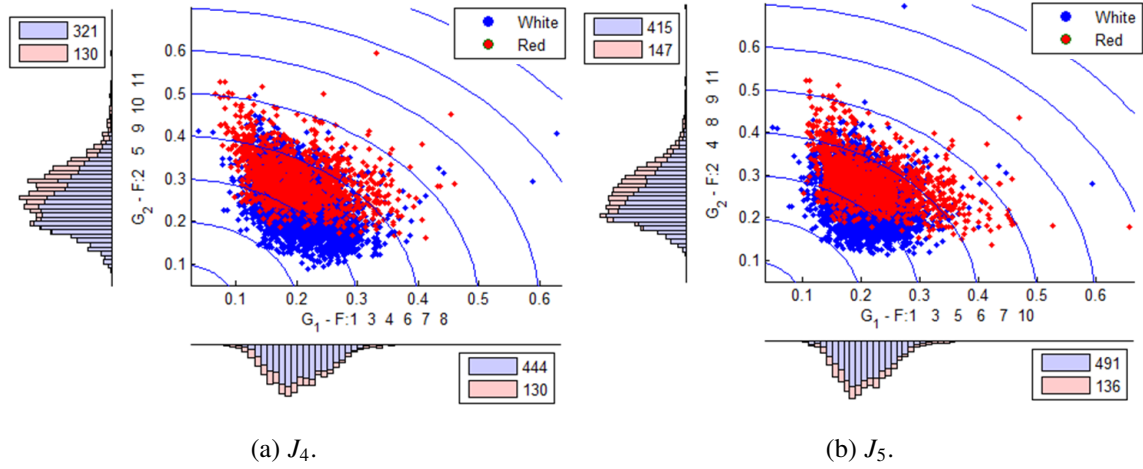 321
130
G2 - F:2 5 9 10 11
0.6
0.5
0.4
0.3
0.2
0.1
White
Red
0.1 0.2 0.3 0.4 0.5 0.6
G1 - F:1 3 4 6 7 8
444
130
(a) J4.
415
147
G2 - F:2 4 8 9 11
0.6
0.5
0.4
0.3
0.2
0.1
White
Red
0.1 0.2 0.3 0.4 0.5 0.6
G1 - F:1 3 5 6 7 10
491
136
(b) J5.